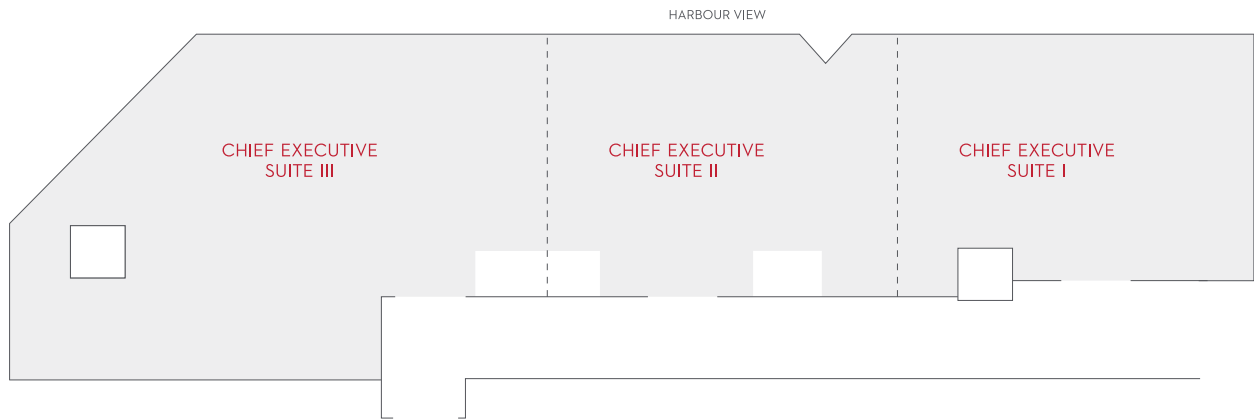 HARBOUR VIEW
CHIEF EXECUTIVE
SUITE III
CHIEF EXECUTIVE
SUITE II
CHIEF EXECUTIVE
SUITE I